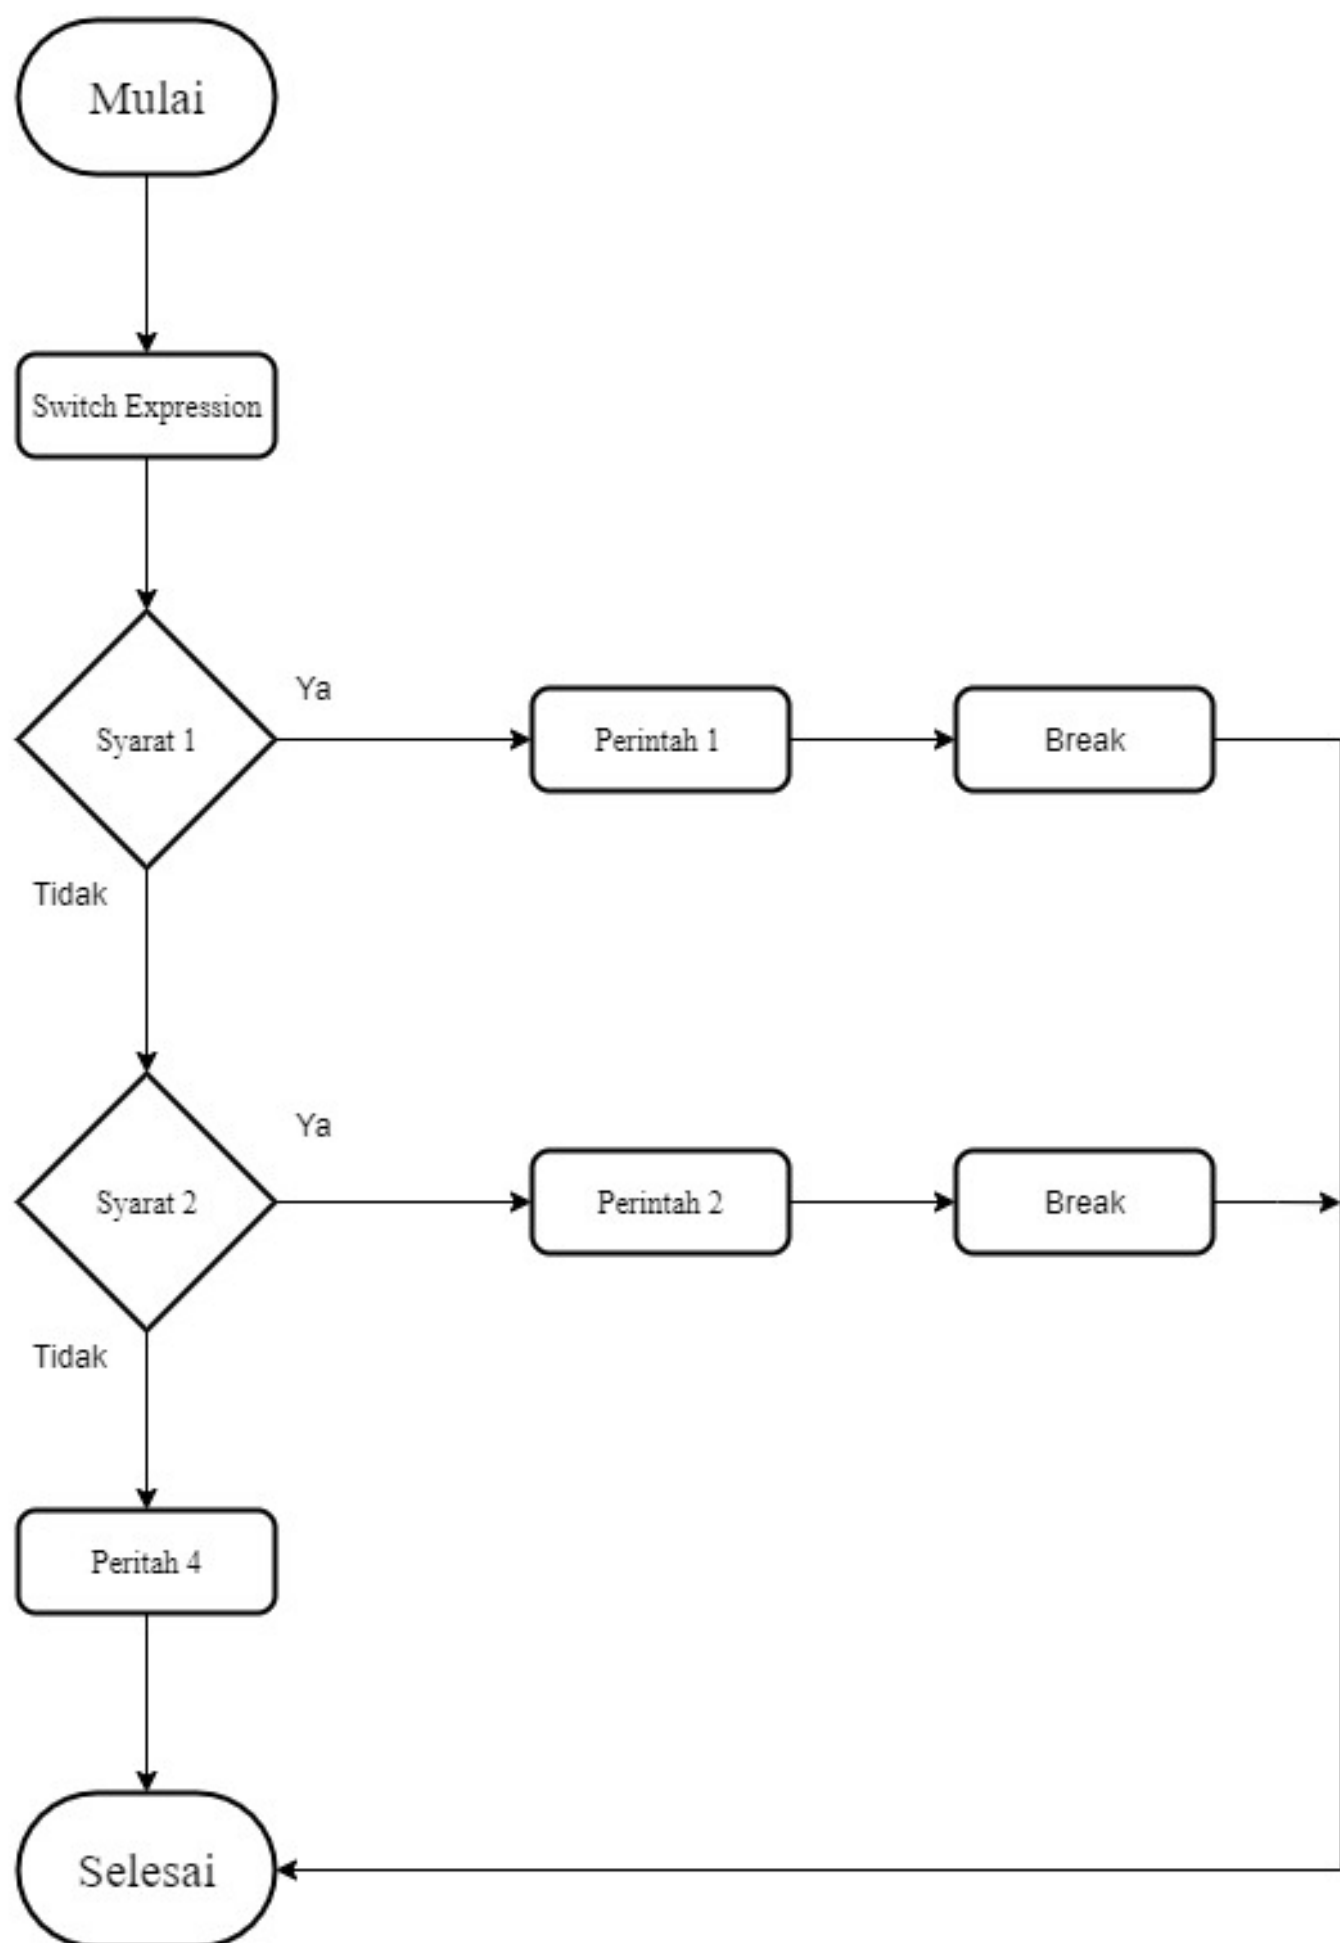 Mulai
Switch Expression
Ya
Syarat 1
Perintah 1
Break
Tidak
Ya
Syarat 2
Perintah 2
Break
Tidak
Peritah 4
Selesai